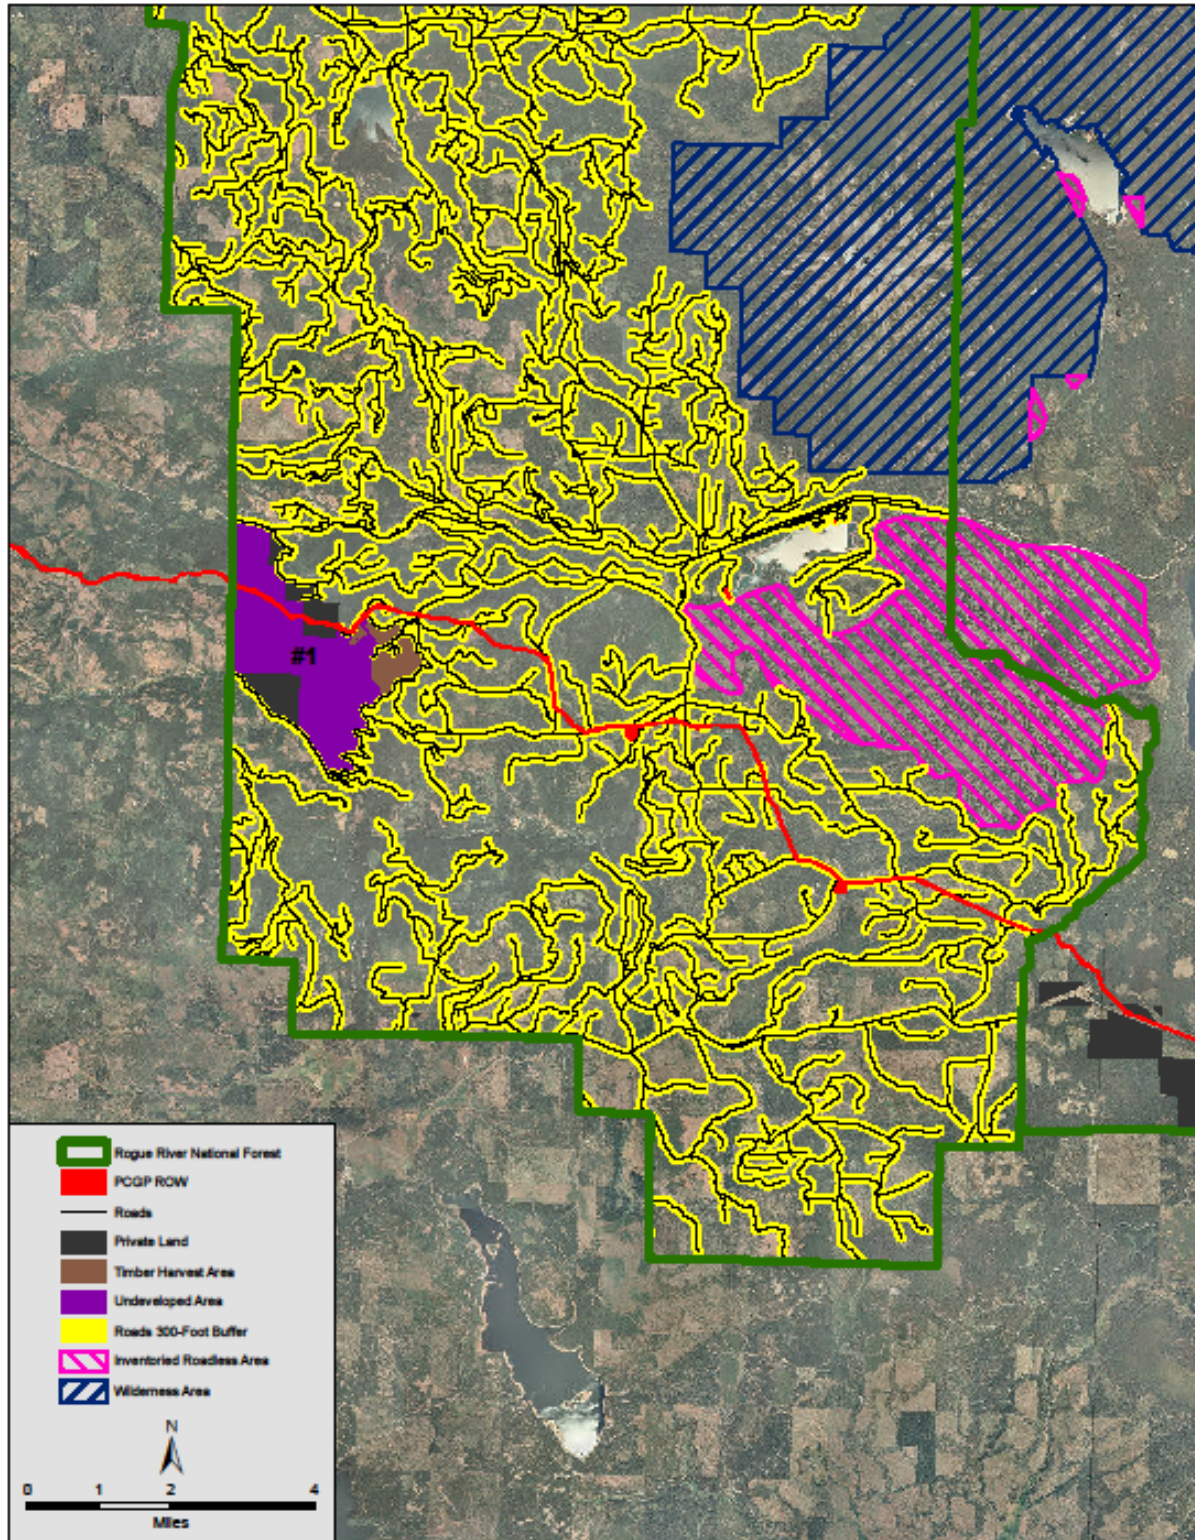 #1
Rogue River National Forest
PCGP ROW
Roads
Private Land
Timber Harvest Area
Undeveloped Area
Roads 300-Foot Buffer
Inventoried Roadless Area
Wilderness Area
N
0 1 2 4
Miles